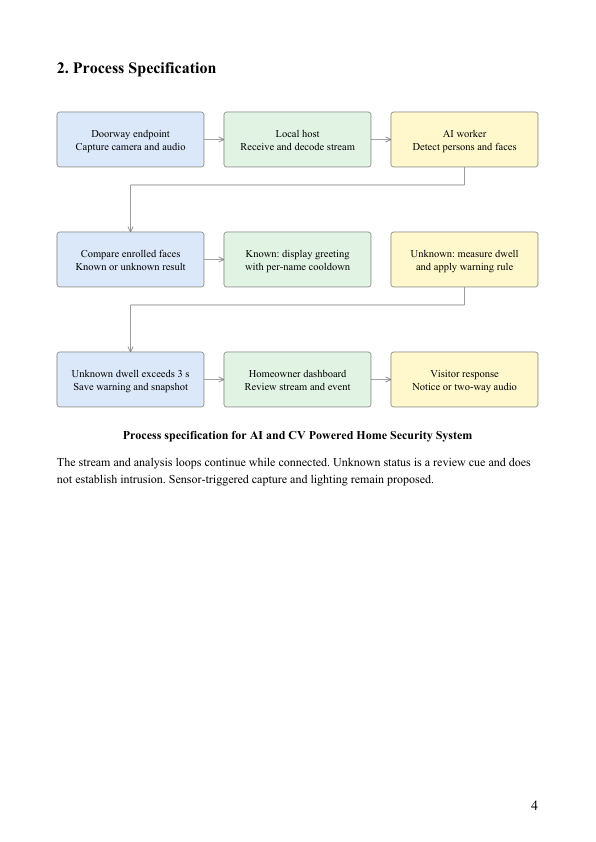 2. Process Specification
Doorway endpoint
Capture camera and audio
Local host
Receive and decode stream
AI worker
Detect persons and faces
Compare enrolled faces
Known or unknown result
Known: display greeting
with per-name cooldown
Unknown: measure dwell
and apply warning rule
Unknown dwell exceeds 3 s
Save warning and snapshot
Homeowner dashboard
Review stream and event
Visitor response
Notice or two-way audio
Process specification for AI and CV Powered Home Security System
The stream and analysis loops continue while connected. Unknown status is a review cue and does
not establish intrusion. Sensor-triggered capture and lighting remain proposed.
4